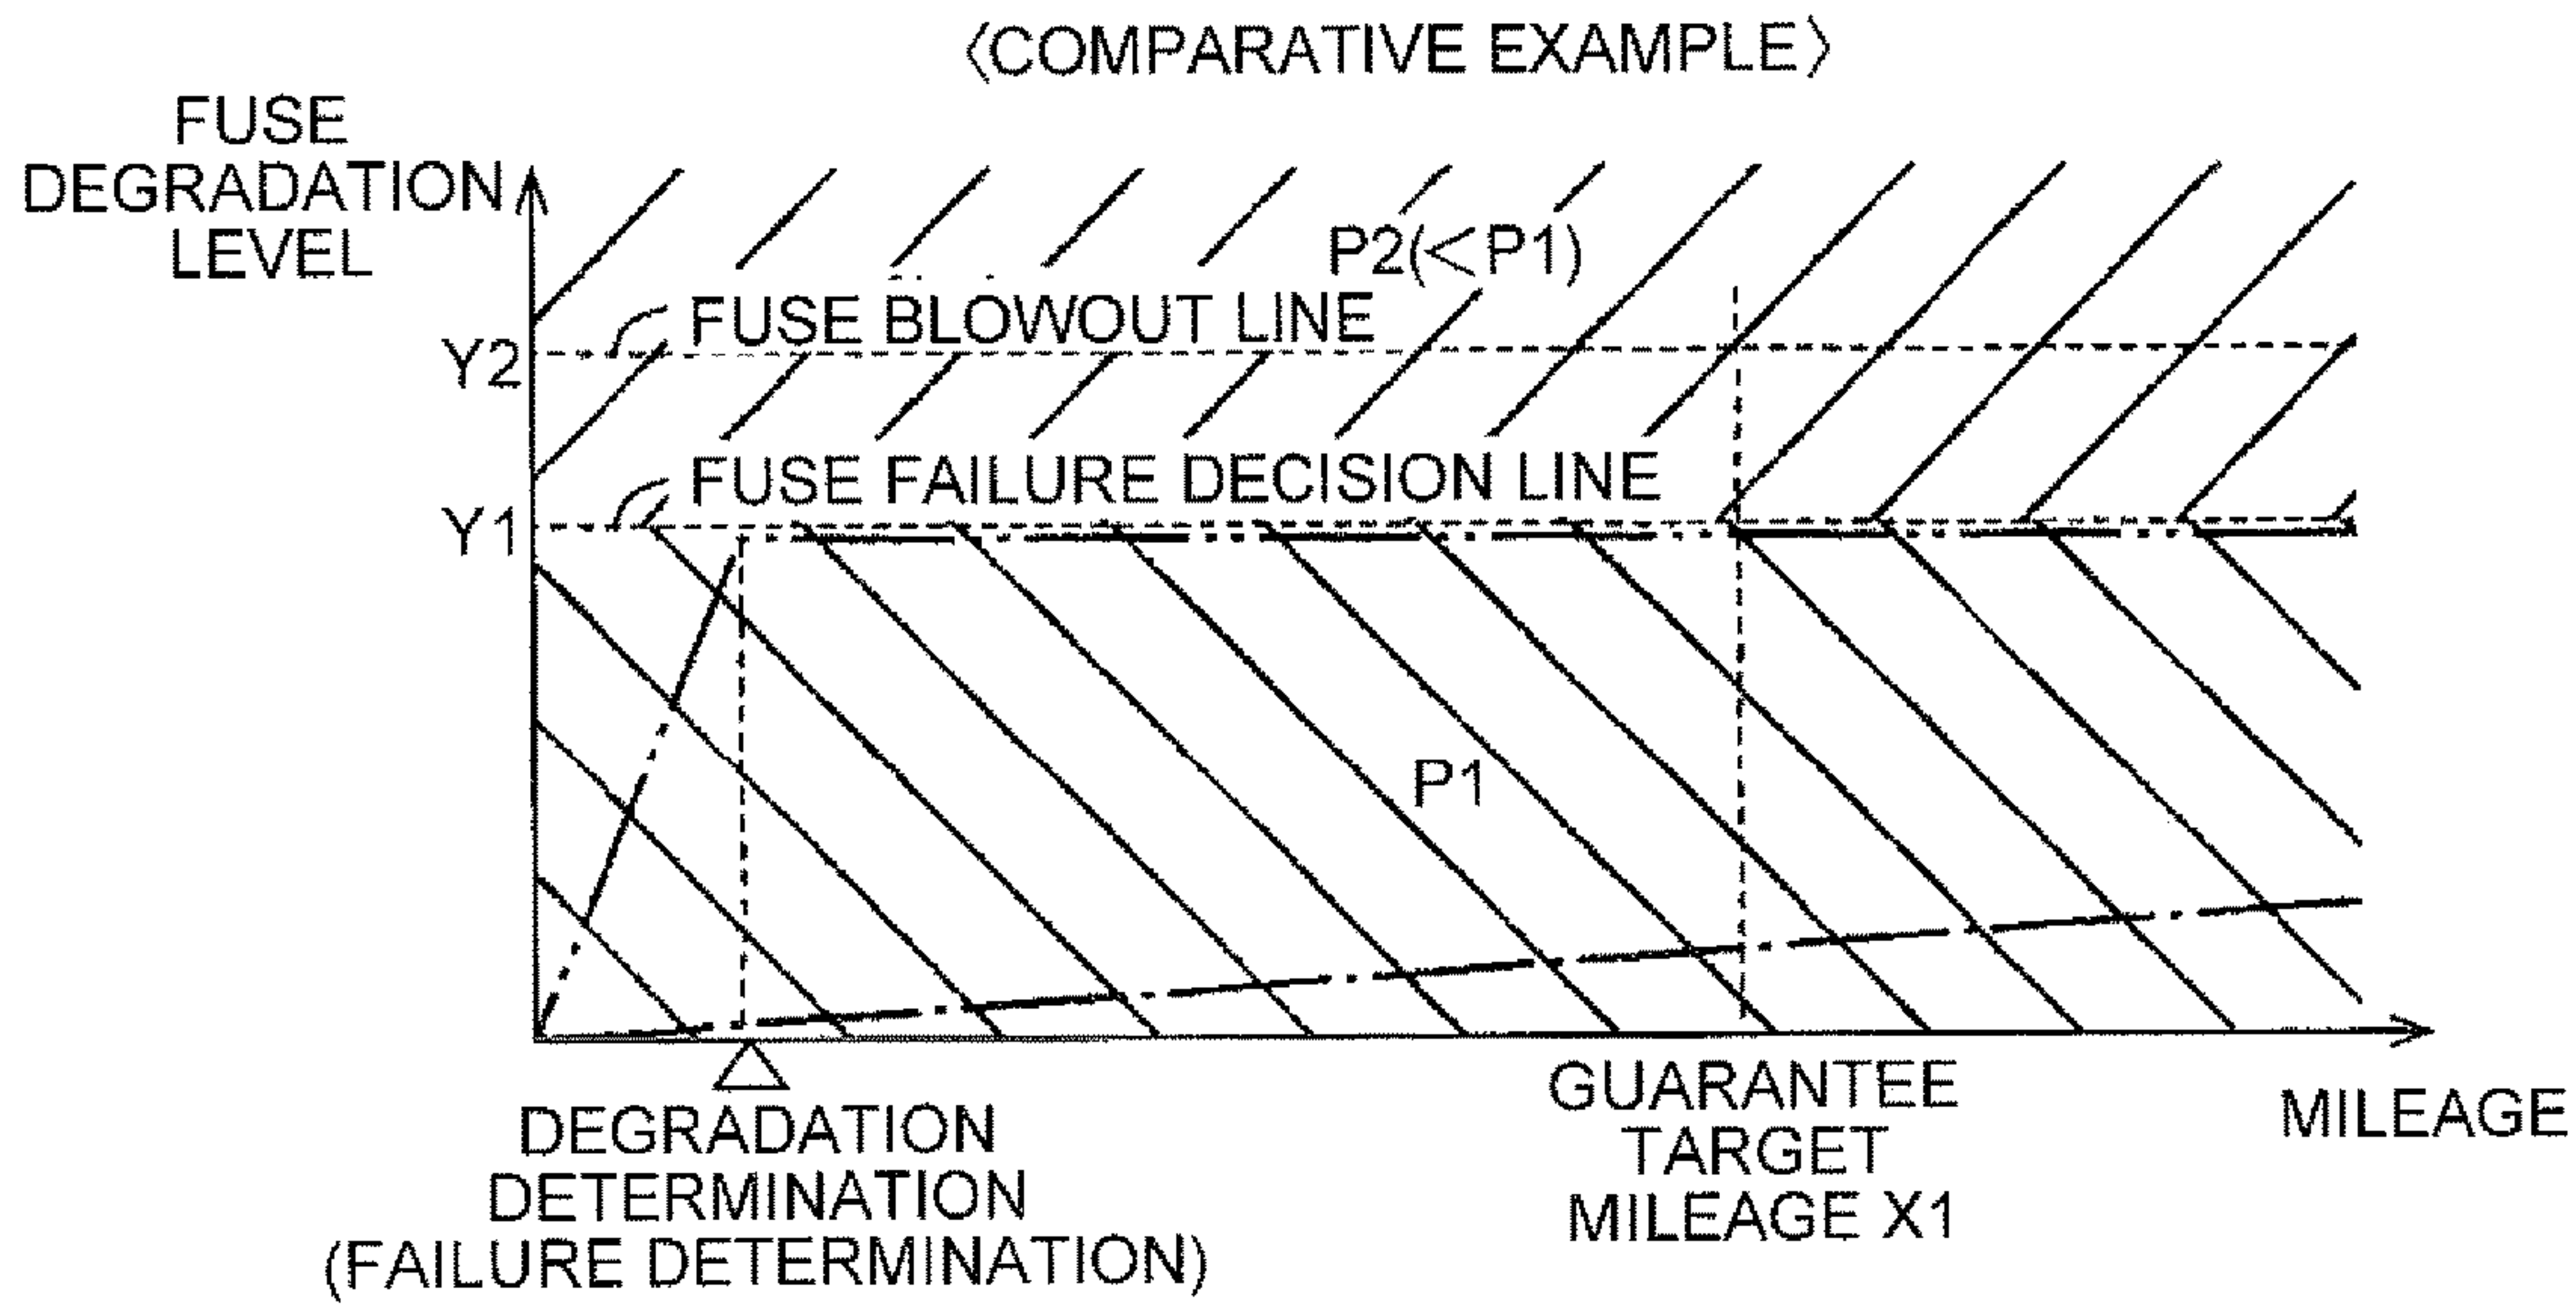 〈COMPARATIVE EXAMPLE〉
FUSE
DEGRADATION
LEVEL
P2(<P1)
FUSE BLOWOUT LINE
Y2
FUSE FAILURE DECISION LINE
Y1
P1
DEGRADATION
DETERMINATION
(FAILURE DETERMINATION)
GUARANTEE
TARGET
MILEAGE X1
MILEAGE